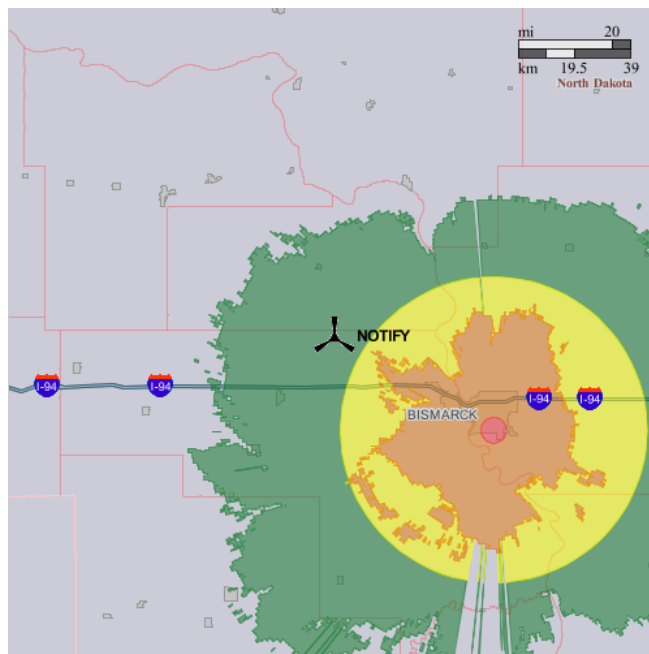 mi 20
km 19.5 39
North Dakota
NOTIFY
I-94 I-94
I-94 I-94
BISMARCK